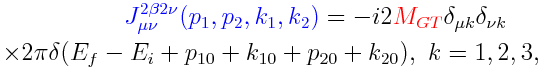 J^{2β2ν}_{μν}(p_1, p_2, k_1, k_2) = −i2M_{GT}δ_{μk}δ_{νk}
×2πδ(E_f − E_i + p_{10} + k_{10} + p_{20} + k_{20}), k = 1, 2, 3,